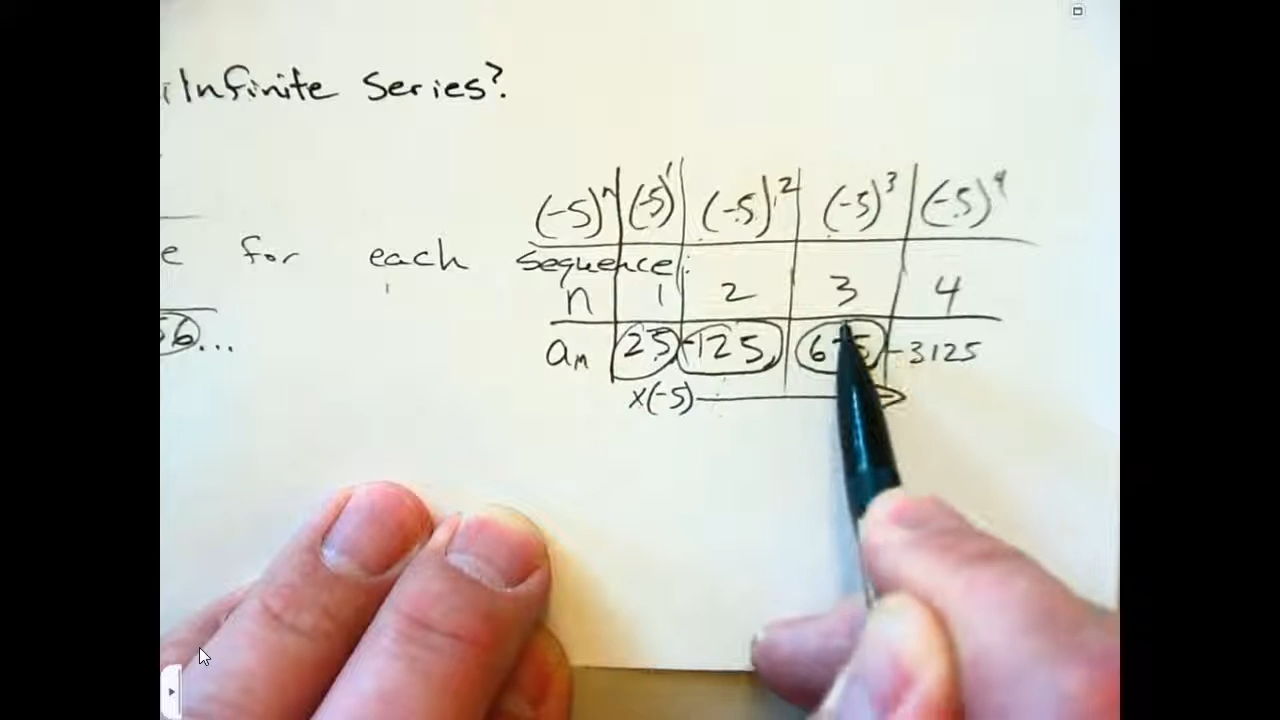 Infinite Series?
(-5)ⁿ (-5)¹ (-5)² (-5)³ (-5)⁴
e for each sequence:
n 1 2 3 4
56...
aₙ 25 -125 -3125
x(-5)